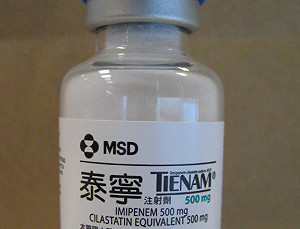 MSD
泰寧 TIENAM®
注射劑 500 mg
IMIPENEM 500 mg
CILASTATIN EQUIVALENT 500 mg